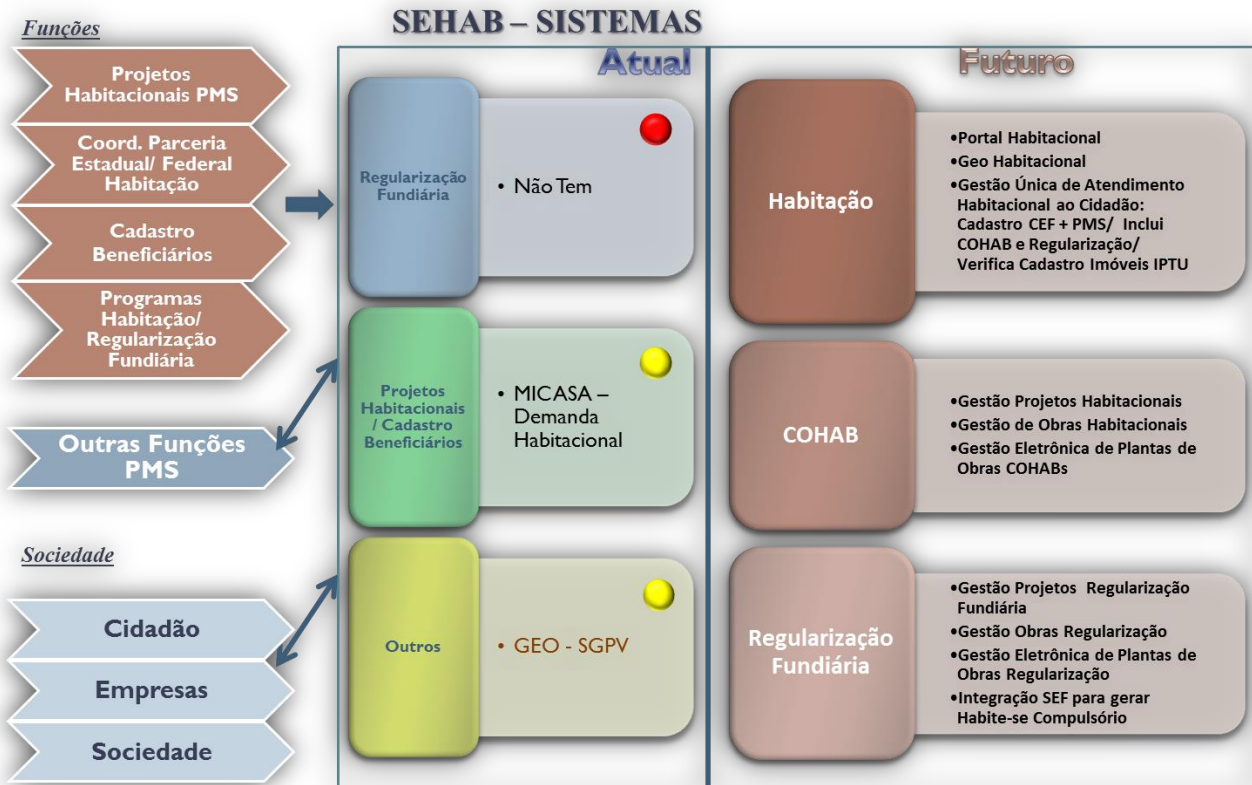 SEHAB – SISTEMAS
Funções
Projetos
Habitacionais PMS
Coord. Parceria
Estadual/ Federal
Habitação
Cadastro
Beneficiários
Programas
Habitação/
Regularização
Fundiária
Outras Funções
PMS
Sociedade
Cidadão
Empresas
Sociedade
Atual
Regularização
Fundiária
• Não Tem
Projetos
Habitacionais
/ Cadastro
Beneficiários
• MICASA –
Demanda
Habitacional
Outros
• GEO - SGPV
Futuro
Habitação
•Portal Habitacional
•Geo Habitacional
•Gestão Única de Atendimento
Habitacional ao Cidadão:
Cadastro CEF + PMS/ Inclui
COHAB e Regularização/
Verifica Cadastro Imóveis IPTU
COHAB
•Gestão Projetos Habitacionais
•Gestão de Obras Habitacionais
•Gestão Eletrônica de Plantas de
Obras COHABs
Regularização
Fundiária
•Gestão Projetos Regularização
Fundiária
•Gestão Obras Regularização
•Gestão Eletrônica de Plantas de
Obras Regularização
•Integração SEF para gerar
Habite-se Compulsório